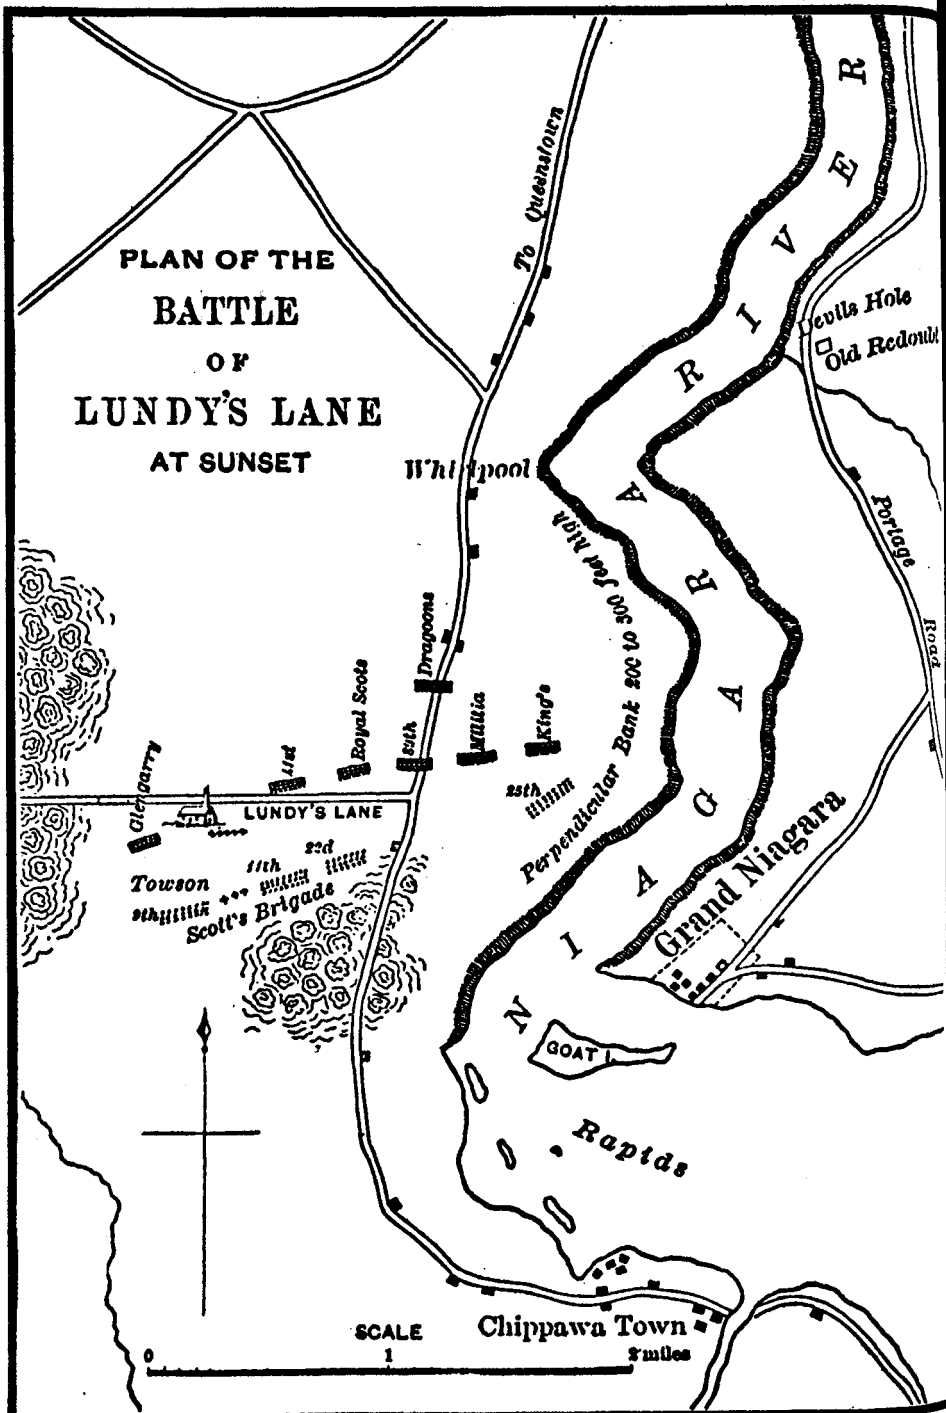 PLAN OF THE
BATTLE
OF
LUNDY'S LANE
AT SUNSET
To Queenstown
NIAGARA RIVER
Devils Hole
Old Redoubt
Whirlpool
Portage Road
Perpendicular Bank 200 to 300 feet high
Dragoons
Glengarry
41st
Royal Scots
89th
Militia
King's
25th
LUNDY'S LANE
Towson
9th
11th
22d
Scott's Brigade
Grand Niagara
GOAT I.
Rapids
Chippawa Town
SCALE
0 1 2 miles